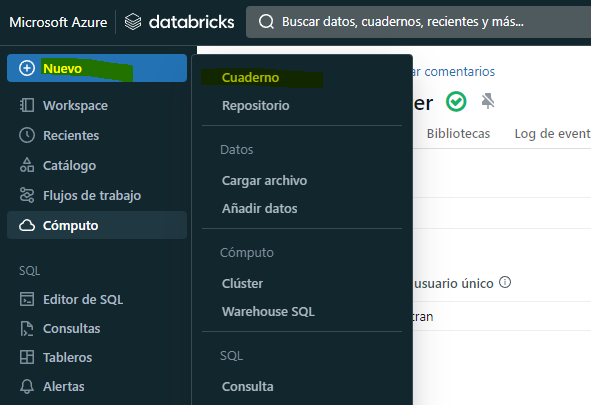 Microsoft Azure databricks Buscar datos, cuadernos, recientes y más...
Nuevo
Workspace
Recientes
Catálogo
Flujos de trabajo
Cómputo
SQL
Editor de SQL
Consultas
Tableros
Alertas
Cuaderno
Repositorio
Datos
Cargar archivo
Añadir datos
Cómputo
Clúster
Warehouse SQL
SQL
Consulta
ar comentarios
er
Bibliotecas Log de event
usuario único
tran